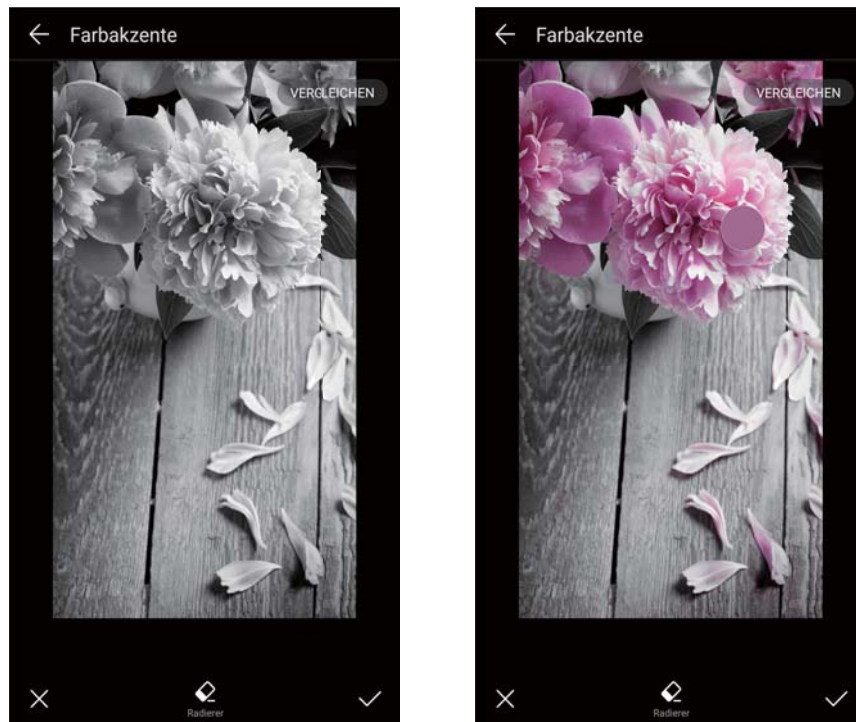 Farbakzente
VERGLEICHEN
Radierer
Farbakzente
VERGLEICHEN
Radierer